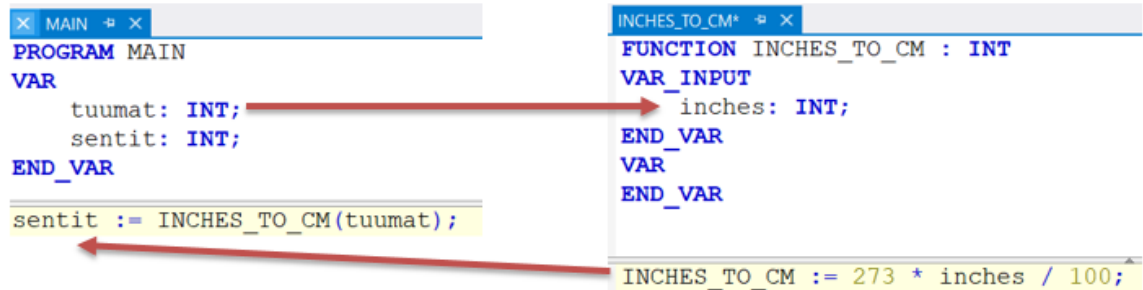 MAIN
PROGRAM MAIN
VAR
tuumat: INT;
sentit: INT;
END_VAR
sentit := INCHES_TO_CM(tuumat);
INCHES_TO_CM*
FUNCTION INCHES_TO_CM : INT
VAR_INPUT
inches: INT;
END_VAR
VAR
END_VAR
INCHES_TO_CM := 273 * inches / 100;